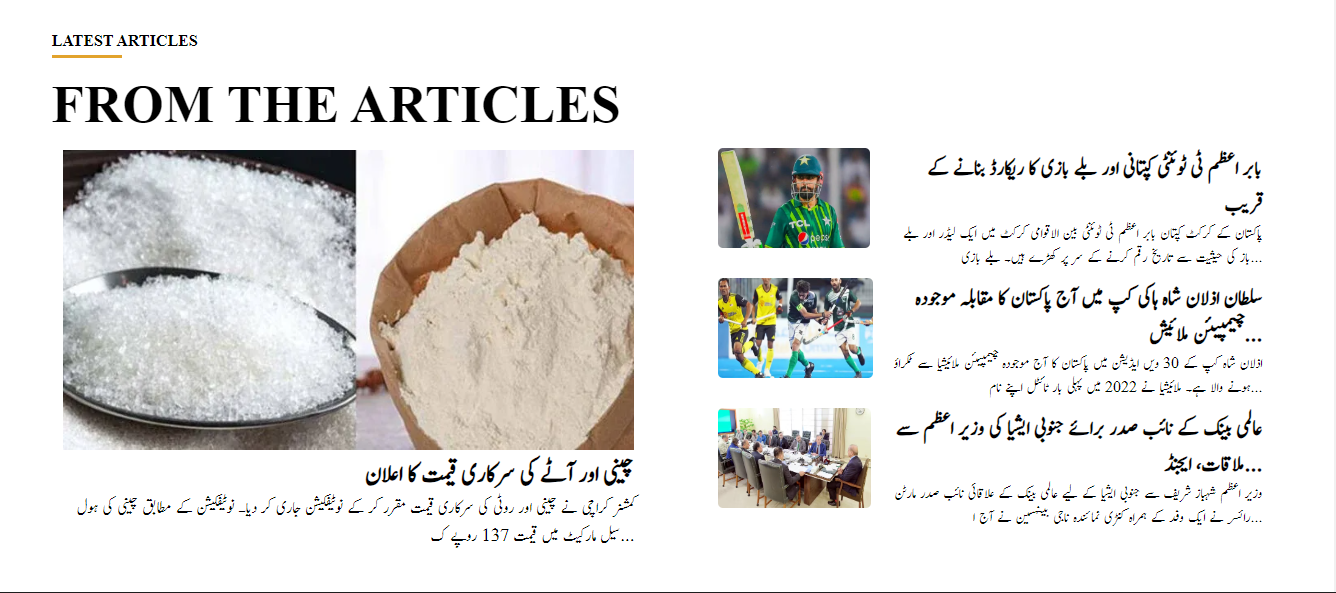 LATEST ARTICLES
FROM THE ARTICLES
چینی اور آٹے کی سرکاری قیمت کا اعلان
کمشنر کراچی نے چینی اور روٹی کی سرکاری قیمت مقرر کر کے نوٹیفکیشن جاری کر دیا۔ نوٹیفکیشن کے مطابق چینی کی ہول
سیل مارکیٹ میں قیمت 137 روپے ک...
بابر اعظم ٹی ٹوئنٹی کپتانی اور بلے بازی کا ریکارڈ بنانے کے
قریب
پاکستان کے کرکٹ کپتان بابر اعظم ٹی ٹوئنٹی بین الاقوامی کرکٹ میں ایک لیڈر اور بلے
باز کی حیثیت سے تاریخ رقم کرنے کے سر پر کھڑے ہیں۔ بلے بازی...
TCL
pepsi
سلطان اذلان شاہ ہاکی کپ میں آج پاکستان کا مقابلہ موجودہ
چیمپیئن ملائیش...
اذلان شاہ کپ کے 30 ویں ایڈیشن میں پاکستان کا آج موجودہ چیمپیئن ملائیشیا سے ٹکراؤ
ہونے والا ہے۔ ملائیشیا نے 2022 میں پہلی بار ٹائٹل اپنے نام...
عالمی بینک کے نائب صدر برائے جنوبی ایشیا کی وزیر اعظم سے
ملاقات، ایجنڈ...
وزیر اعظم شہباز شریف سے جنوبی ایشیا کے لیے عالمی بینک کے علاقائی نائب صدر مارٹن
رائسر نے ایک وفد کے ہمراہ کنٹری نمائندہ ناجی بینہسین نے آج ا...